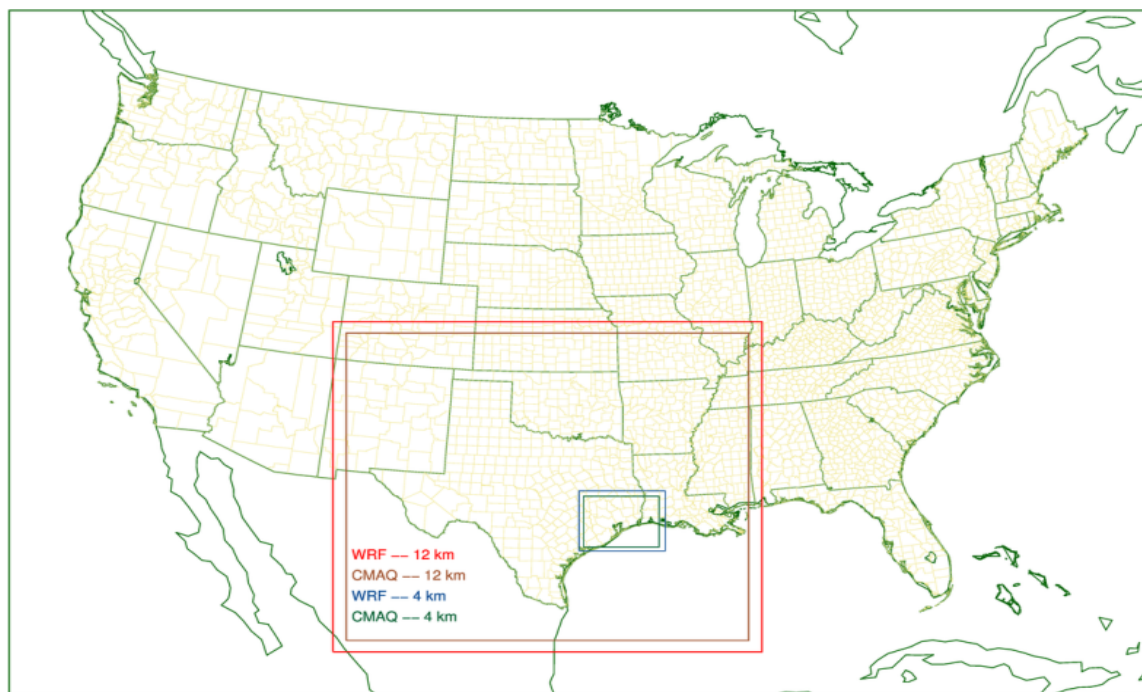 WRF –– 12 km
CMAQ –– 12 km
WRF –– 4 km
CMAQ –– 4 km